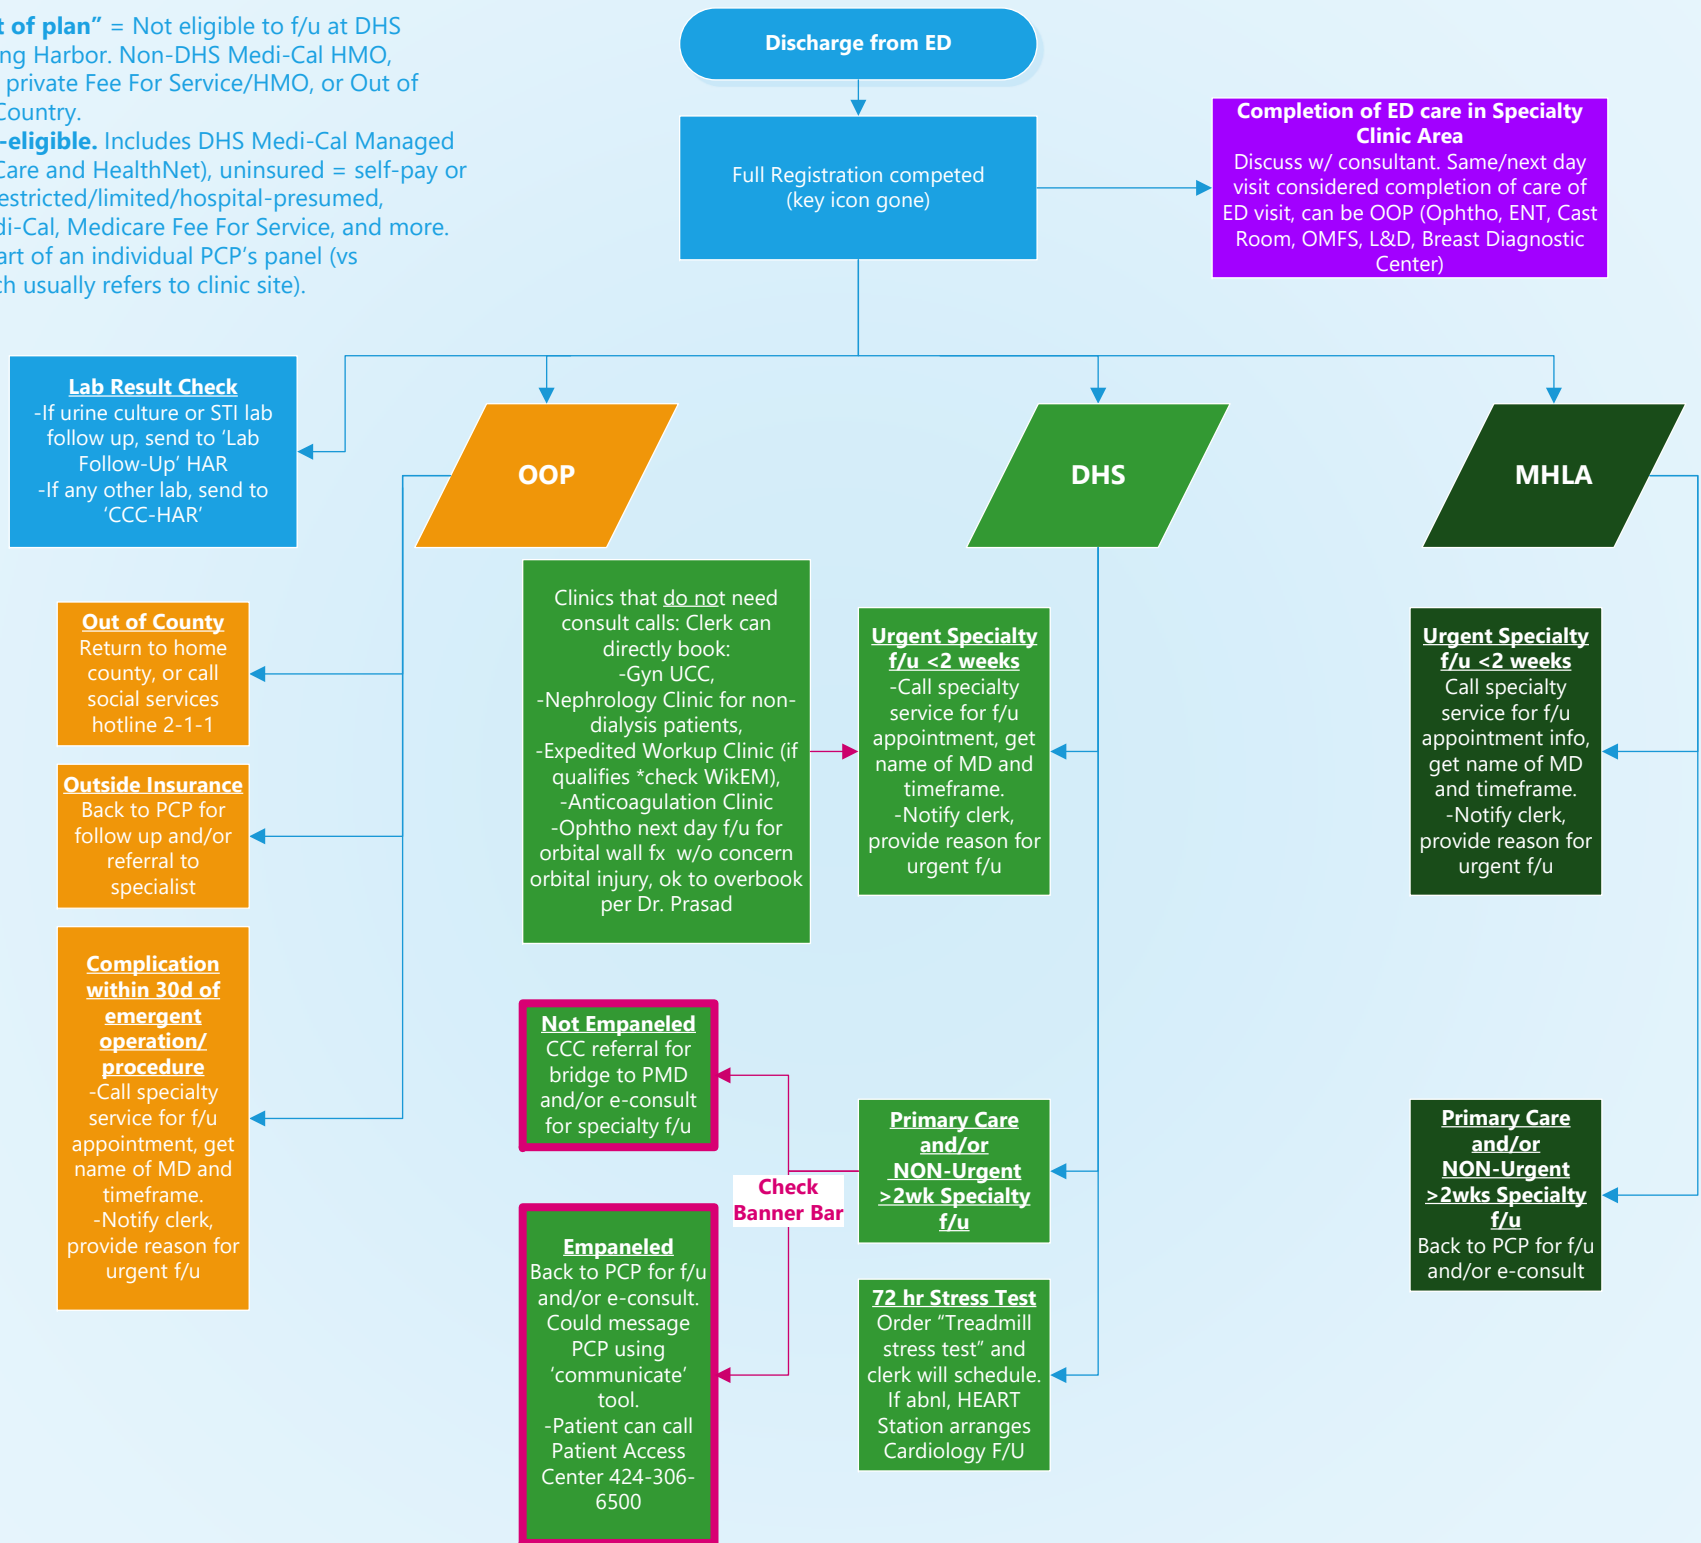 t of plan” = Not eligible to f/u at DHS
ng Harbor. Non-DHS Medi-Cal HMO,
private Fee For Service/HMO, or Out of
Country.
-eligible. Includes DHS Medi-Cal Managed
Care and HealthNet), uninsured = self-pay or
estricted/limited/hospital-presumed,
di-Cal, Medicare Fee For Service, and more.
art of an individual PCP’s panel (vs
ch usually refers to clinic site).
Discharge from ED
Full Registration competed
(key icon gone)
Completion of ED care in Specialty
Clinic Area
Discuss w/ consultant. Same/next day
visit considered completion of care of
ED visit, can be OOP (Ophtho, ENT, Cast
Room, OMFS, L&D, Breast Diagnostic
Center)
Lab Result Check
-If urine culture or STI lab
follow up, send to ‘Lab
Follow-Up’ HAR
-If any other lab, send to
‘CCC-HAR’
OOP
DHS
MHLA
Out of County
Return to home
county, or call
social services
hotline 2-1-1
Outside Insurance
Back to PCP for
follow up and/or
referral to
specialist
Complication
within 30d of
emergent
operation/
procedure
-Call specialty
service for f/u
appointment, get
name of MD and
timeframe.
-Notify clerk,
provide reason for
urgent f/u
Clinics that do not need
consult calls: Clerk can
directly book:
-Gyn UCC,
-Nephrology Clinic for non-
dialysis patients,
-Expedited Workup Clinic (if
qualifies *check WikEM),
-Anticoagulation Clinic
-Ophtho next day f/u for
orbital wall fx w/o concern
orbital injury, ok to overbook
per Dr. Prasad
Urgent Specialty
f/u <2 weeks
-Call specialty
service for f/u
appointment, get
name of MD and
timeframe.
-Notify clerk,
provide reason for
urgent f/u
Urgent Specialty
f/u <2 weeks
Call specialty
service for f/u
appointment info,
get name of MD
and timeframe.
-Notify clerk,
provide reason for
urgent f/u
Not Empaneled
CCC referral for
bridge to PMD
and/or e-consult
for specialty f/u
Check
Banner Bar
Empaneled
Back to PCP for f/u
and/or e-consult.
Could message
PCP using
‘communicate’
tool.
-Patient can call
Patient Access
Center 424-306-
6500
Primary Care
and/or
NON-Urgent
>2wk Specialty
f/u
72 hr Stress Test
Order “Treadmill
stress test” and
clerk will schedule.
If abnl, HEART
Station arranges
Cardiology F/U
Primary Care
and/or
NON-Urgent
>2wks Specialty
f/u
Back to PCP for f/u
and/or e-consult